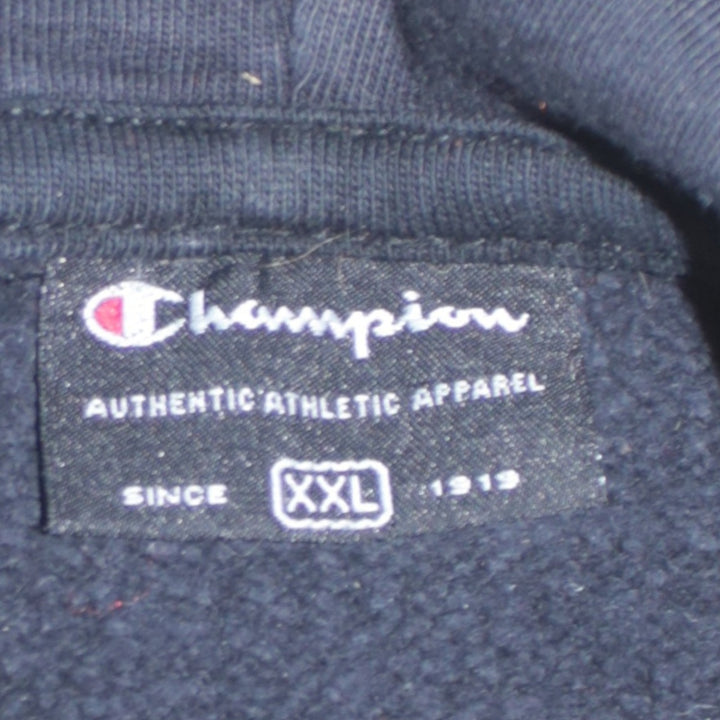 Champion
AUTHENTIC ATHLETIC APPAREL
SINCE XXL 1919